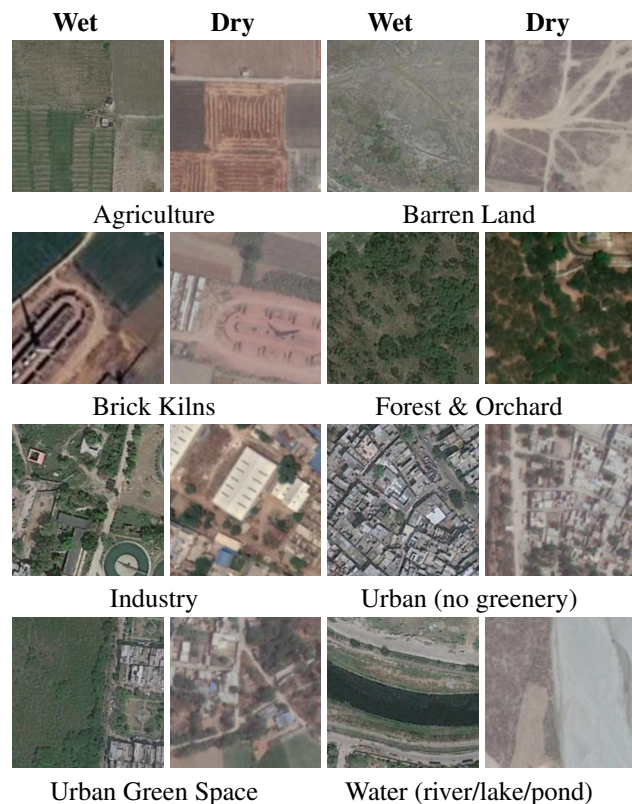 Wet Dry Wet Dry
Agriculture Barren Land
Brick Kilns Forest & Orchard
Industry Urban (no greenery)
Urban Green Space Water (river/lake/pond)